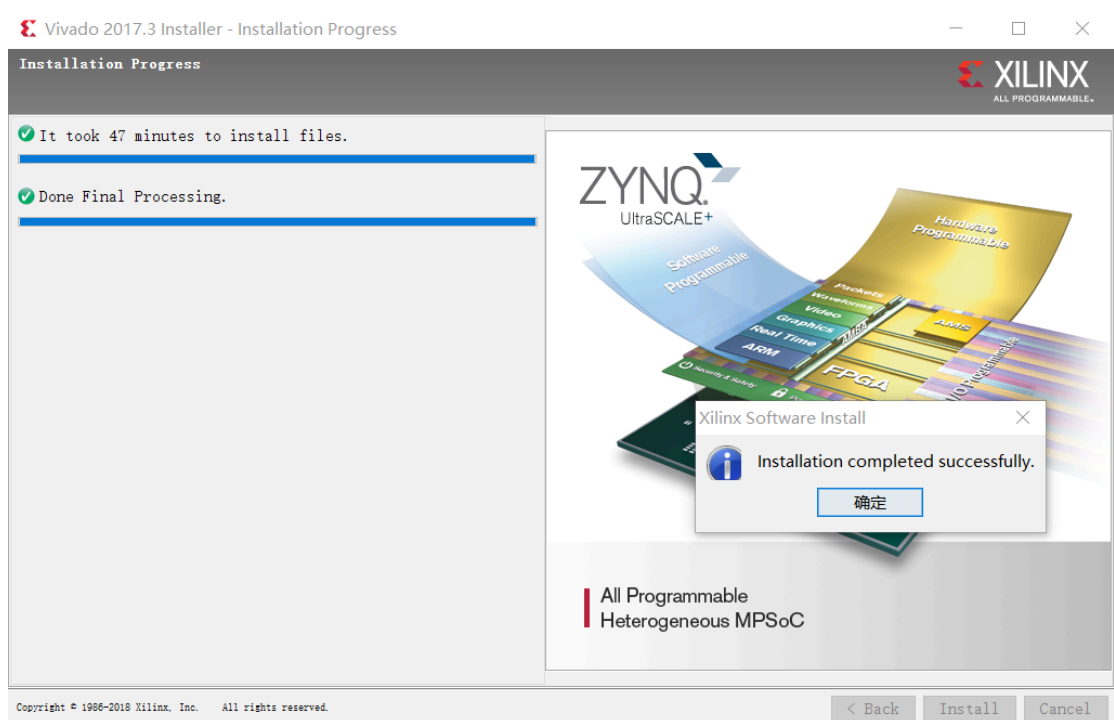 Vivado 2017.3 Installer - Installation Progress
Installation Progress
XILINX
ALL PROGRAMMABLE™
It took 47 minutes to install files.
Done Final Processing.
ZYNQ
UltraSCALE+
Hardware
Programmable
Software
Programmable
Packets
Waveforms
Video
Graphics
Real Time
ARM
AMBA
AMS
FPGA
I/O Programmable
Security & Safety
Xilinx Software Install
Installation completed successfully.
确定
All Programmable
Heterogeneous MPSoC
Copyright © 1986-2018 Xilinx, Inc. All rights reserved.
< Back
Install
Cancel